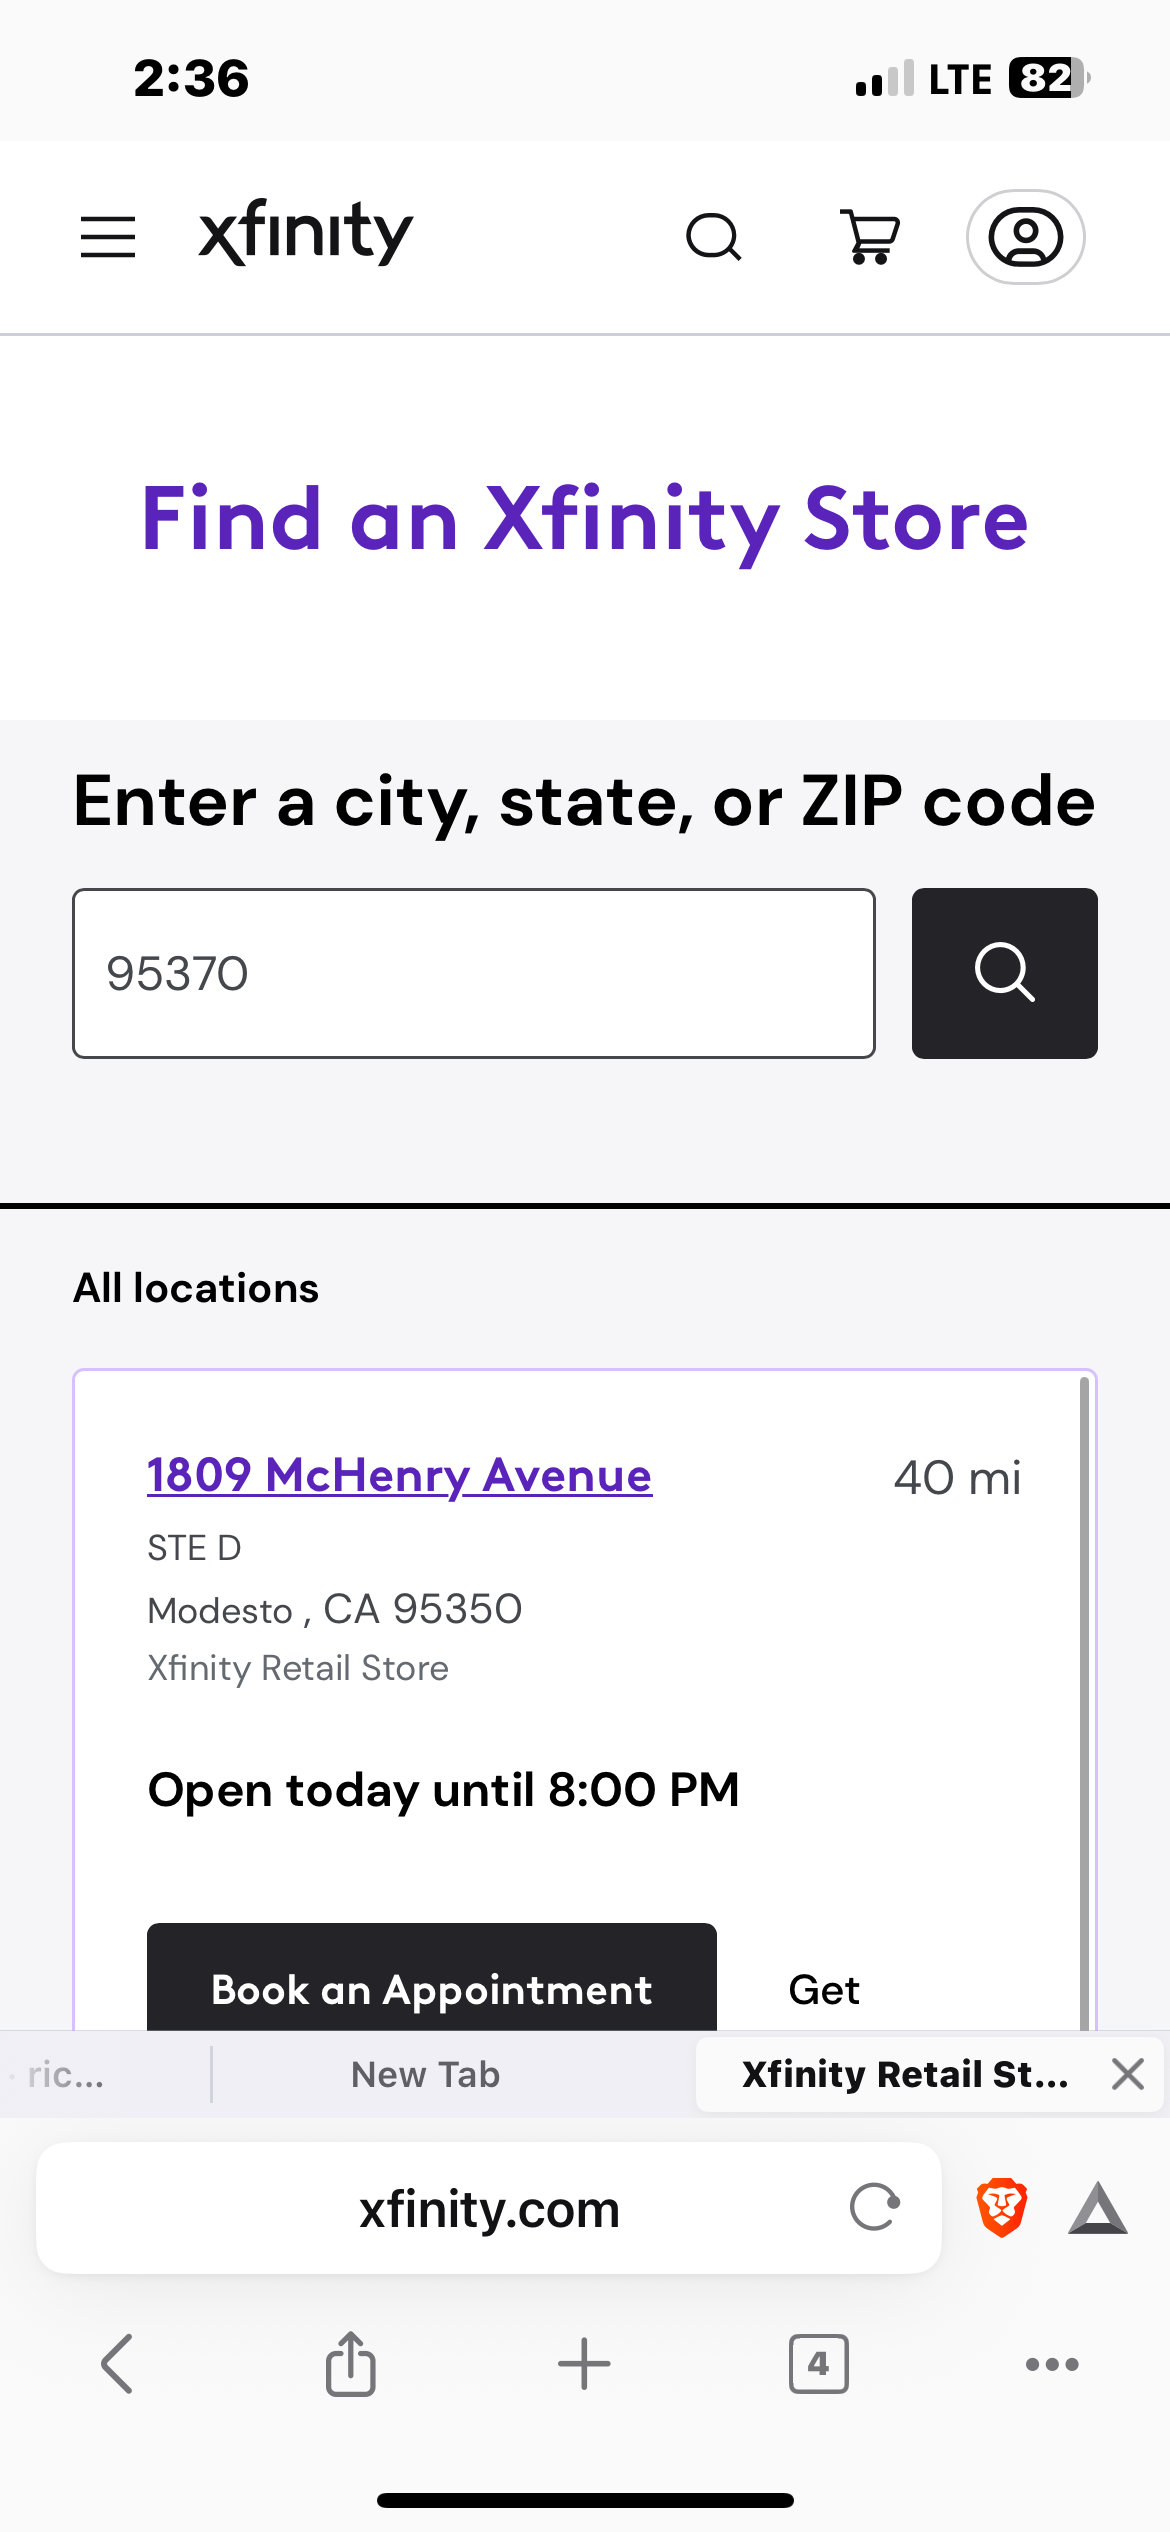 2:36 LTE 82
xfinity
Find an Xfinity Store
Enter a city, state, or ZIP code
95370
All locations
1809 McHenry Avenue 40 mi
STE D
Modesto , CA 95350
Xfinity Retail Store
Open today until 8:00 PM
Book an Appointment Get
ric... New Tab Xfinity Retail St...
xfinity.com
4